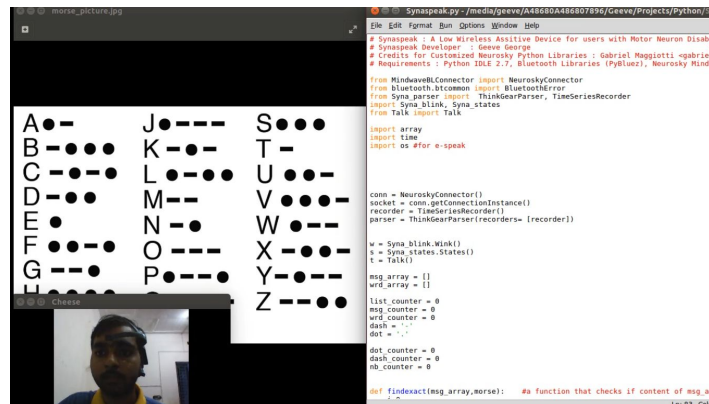 morse_picture.jpg
A●▬
B▬●●●
C▬●▬●
D▬●●
E●
F●●▬●
G▬▬●
J●▬▬▬
K▬●▬
L●▬●●
M▬▬
N▬●
O▬▬▬
P●▬▬●
S●●●
T▬
U●●▬
V●●●▬
W●▬▬
X▬●●▬
Y▬●▬▬
Z▬▬●●
Cheese
Synaspeak.py - /media/geeve/A48680A486807896/Geeve/Projects/Python/S
File Edit Format Run Options Window Help
# Synaspeak : A Low Wireless Assitive Device for users with Motor Neuron Disab
# Synaspeak Developer : Geeve George
# Credits for Customized Neurosky Python Libraries : Gabriel Maggiotti <gabrie
# Requirements : Python IDLE 2.7, Bluetooth Libraries (PyBluez), Neurosky Mind
from MindwaveBLConnector import NeuroskyConnector
from bluetooth.btcommon import BluetoothError
from Syna_parser import ThinkGearParser, TimeSeriesRecorder
import Syna_blink, Syna_states
from Talk import Talk
import array
import time
import os #for e-speak
conn = NeuroskyConnector()
socket = conn.getConnectionInstance()
recorder = TimeSeriesRecorder()
parser = ThinkGearParser(recorders= [recorder])
w = Syna_blink.Wink()
s = Syna_states.States()
t = Talk()
msg_array = []
wrd_array = []
list_counter = 0
msg_counter = 0
wrd_counter = 0
dash = '-'
dot = '.'
dot_counter = 0
dash_counter = 0
nb_counter = 0
def findexact(msg_array,morse): #a function that checks if content of msg_a